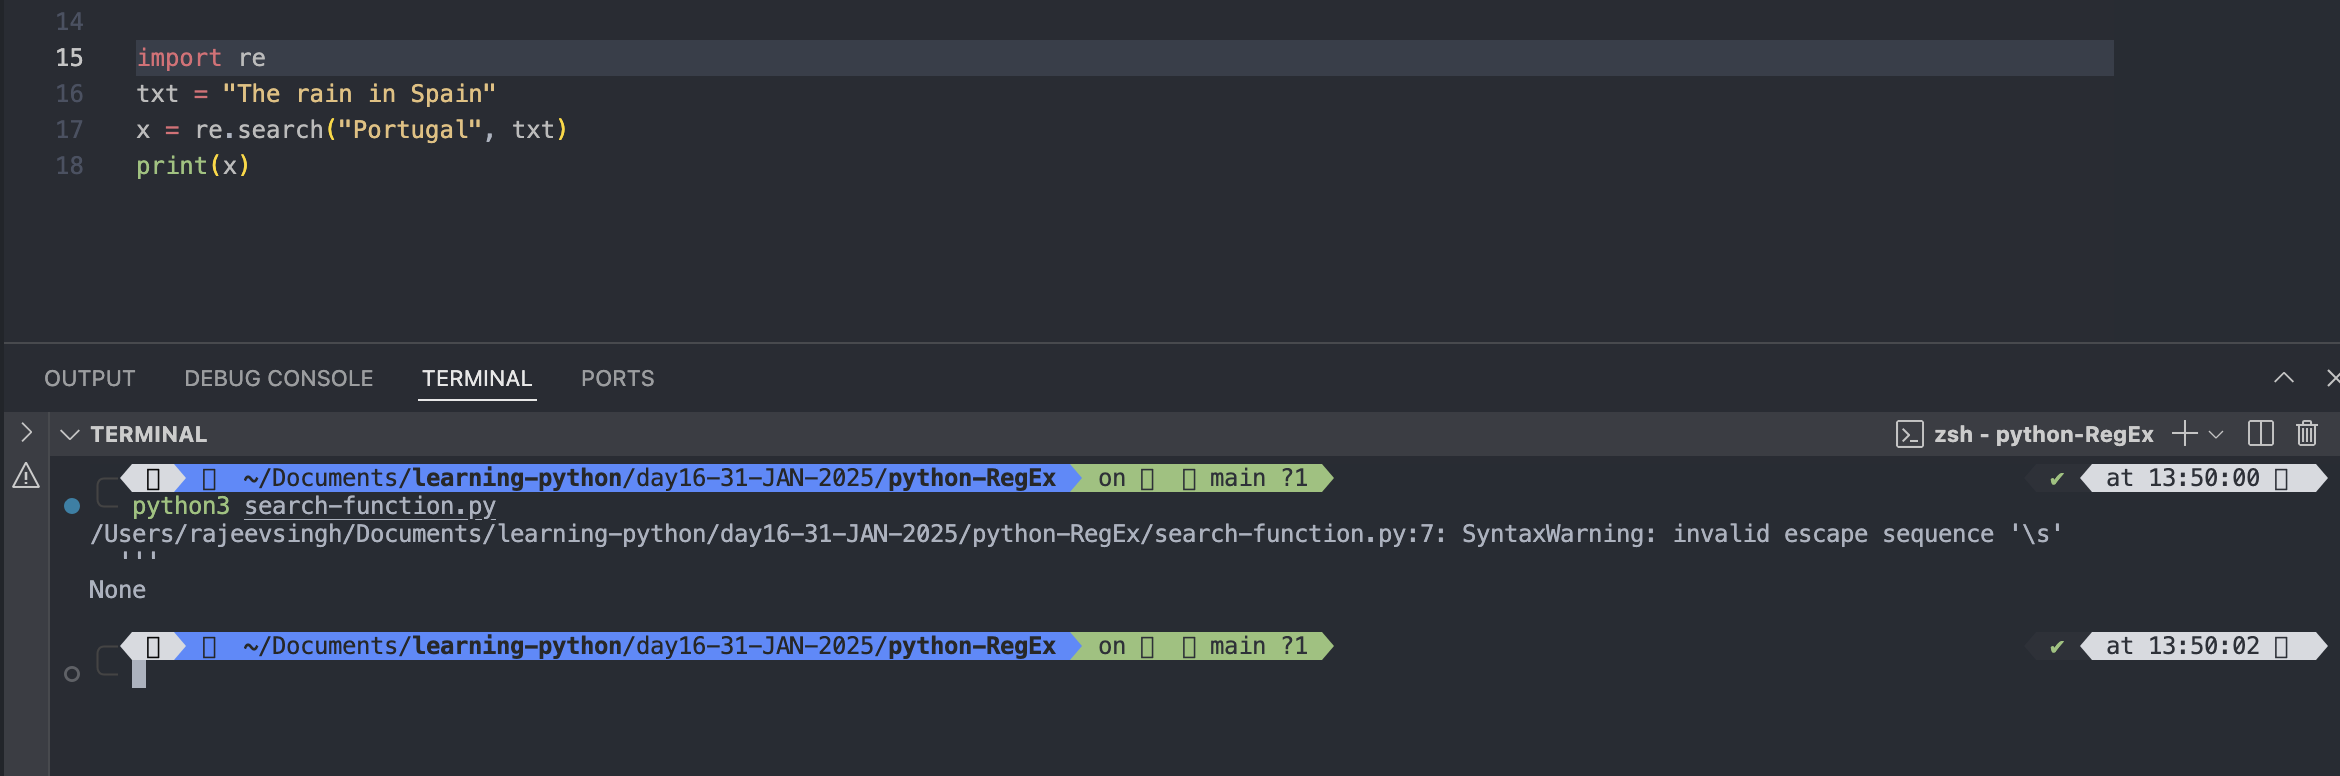 14
15 import re
16 txt = "The rain in Spain"
17 x = re.search("Portugal", txt)
18 print(x)
OUTPUT DEBUG CONSOLE TERMINAL PORTS
TERMINAL zsh - python-RegEx
~/Documents/learning-python/day16-31-JAN-2025/python-RegEx on main ?1 ✔ at 13:50:00
python3 search-function.py
/Users/rajeevsingh/Documents/learning-python/day16-31-JAN-2025/python-RegEx/search-function.py:7: SyntaxWarning: invalid escape sequence '\s'
'''
None
~/Documents/learning-python/day16-31-JAN-2025/python-RegEx on main ?1 ✔ at 13:50:02